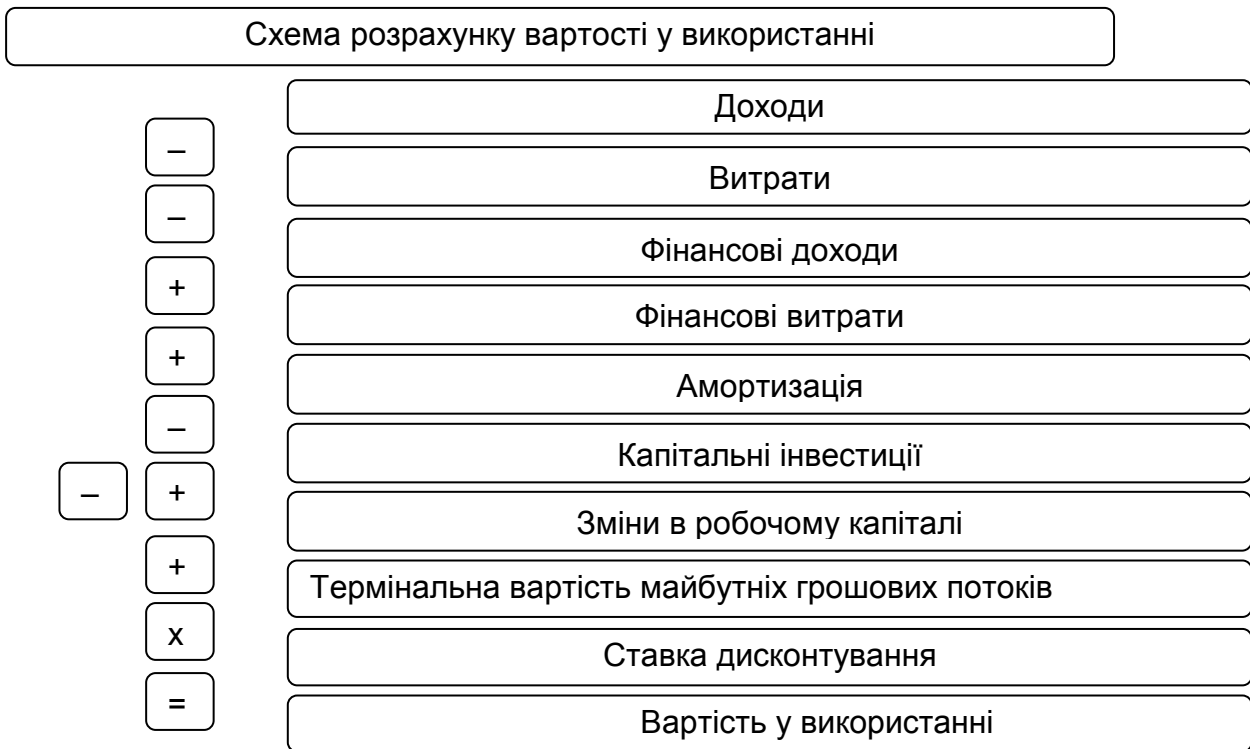 Схема розрахунку вартості у використанні
Доходи
–
Витрати
–
Фінансові доходи
+
Фінансові витрати
+
Амортизація
–
Капітальні інвестиції
– +
Зміни в робочому капіталі
+
Термінальна вартість майбутніх грошових потоків
x
Ставка дисконтування
=
Вартість у використанні